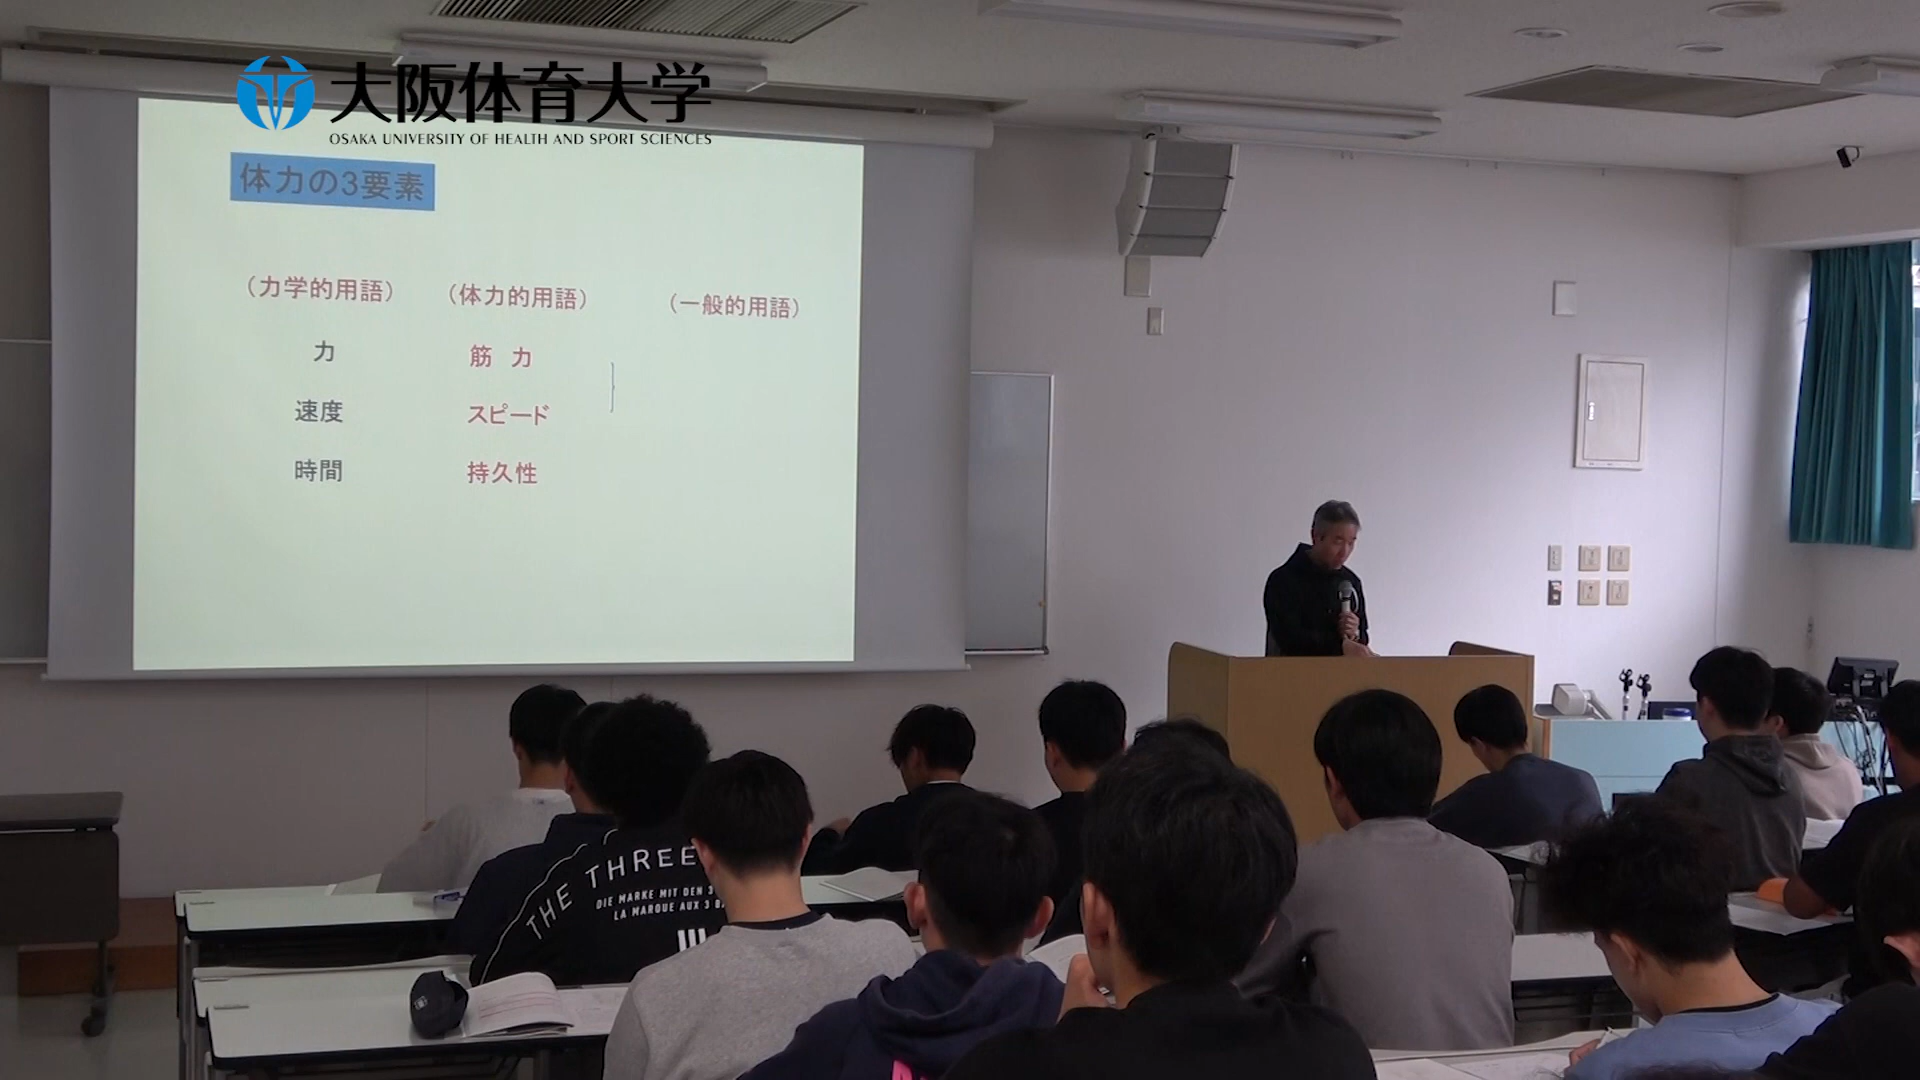 大阪体育大学
OSAKA UNIVERSITY OF HEALTH AND SPORT SCIENCES
体力の3要素
（力学的用語） （体力的用語） （一般的用語）
力 筋 力
速度 スピード
時間 持久性
THE THREE
DIE MARKE MIT DEN 3
LA MARQUE AUX 3